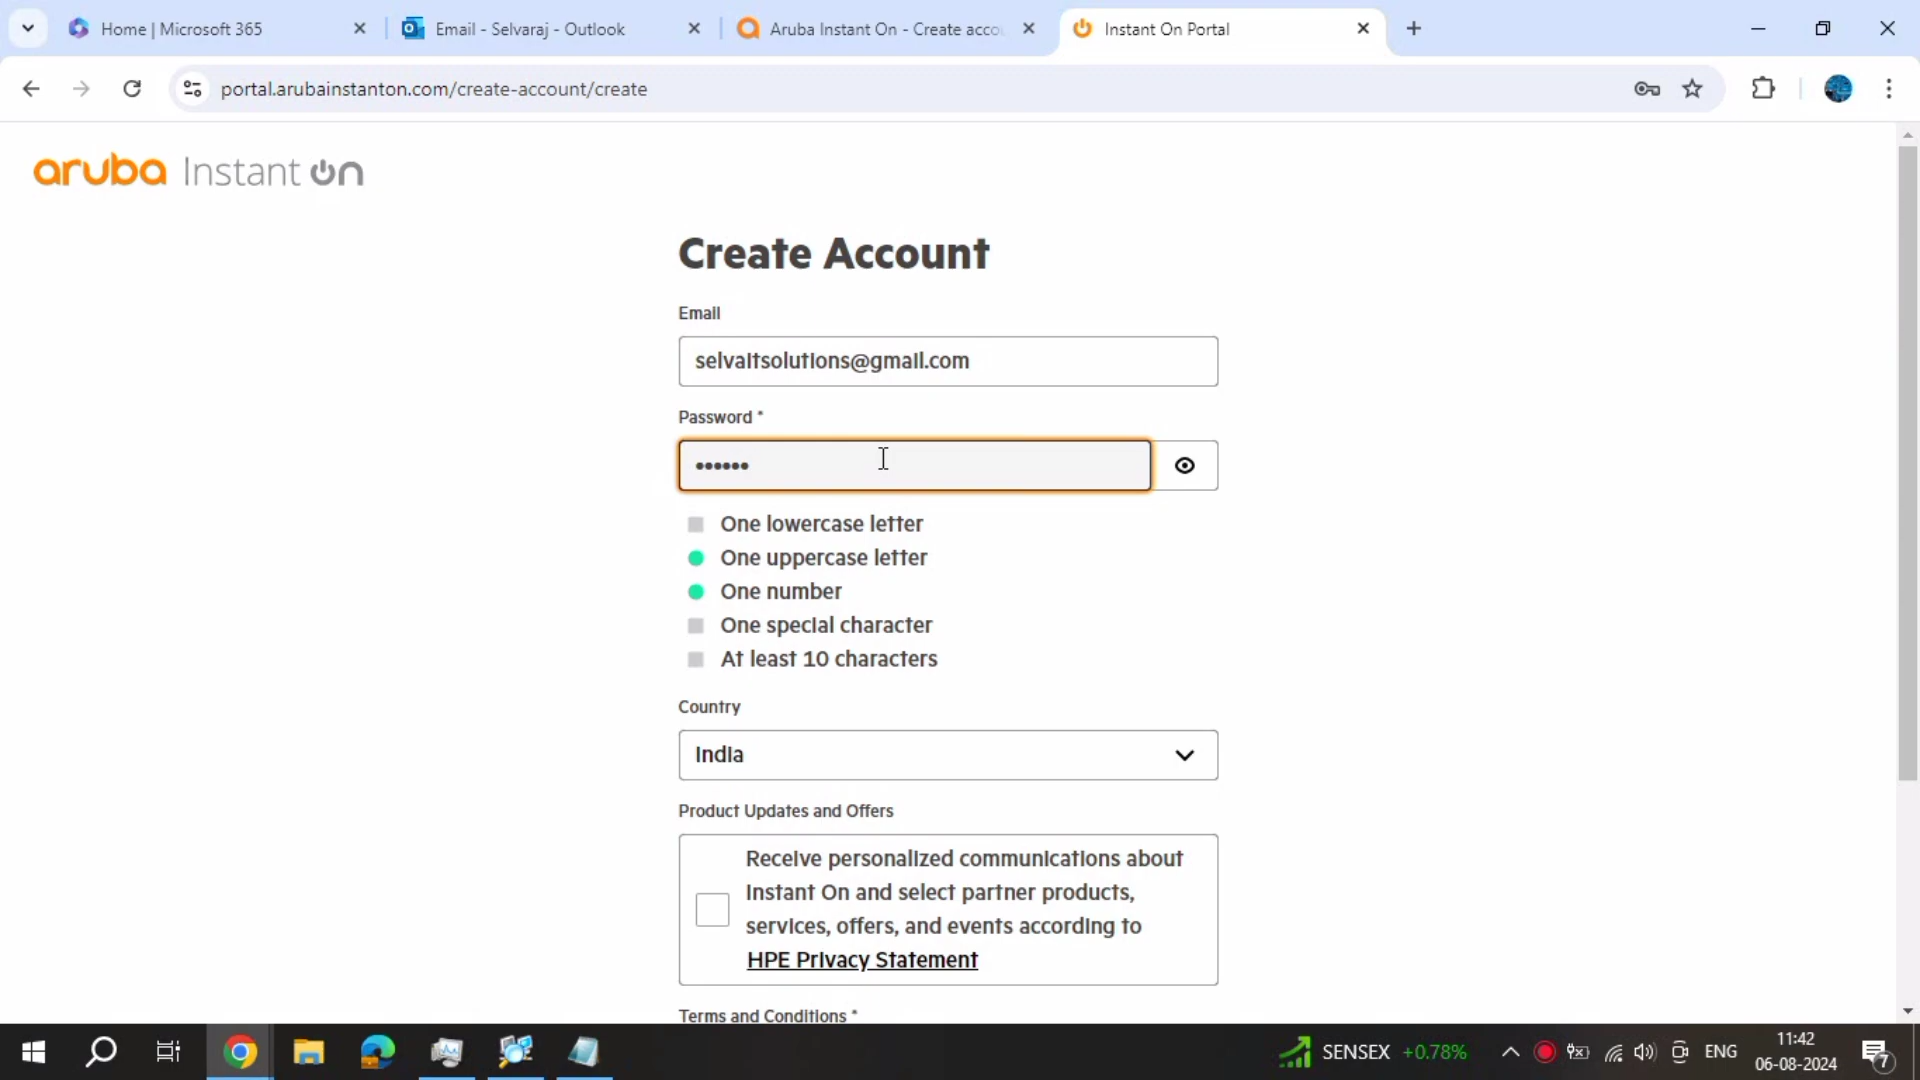 Home | Microsoft 365
Email - Selvaraj - Outlook
Aruba Instant On - Create acco
Instant On Portal
portal.arubainstanton.com/create-account/create
aruba Instant On
Create Account
Email
selvaitsolutions@gmail.com
Password *
••••••
One lowercase letter
One uppercase letter
One number
One special character
At least 10 characters
Country
India
Product Updates and Offers
Receive personalized communications about
Instant On and select partner products,
services, offers, and events according to
HPE Privacy Statement
Terms and Conditions *
SENSEX +0.78%
ENG
11:42
06-08-2024
7